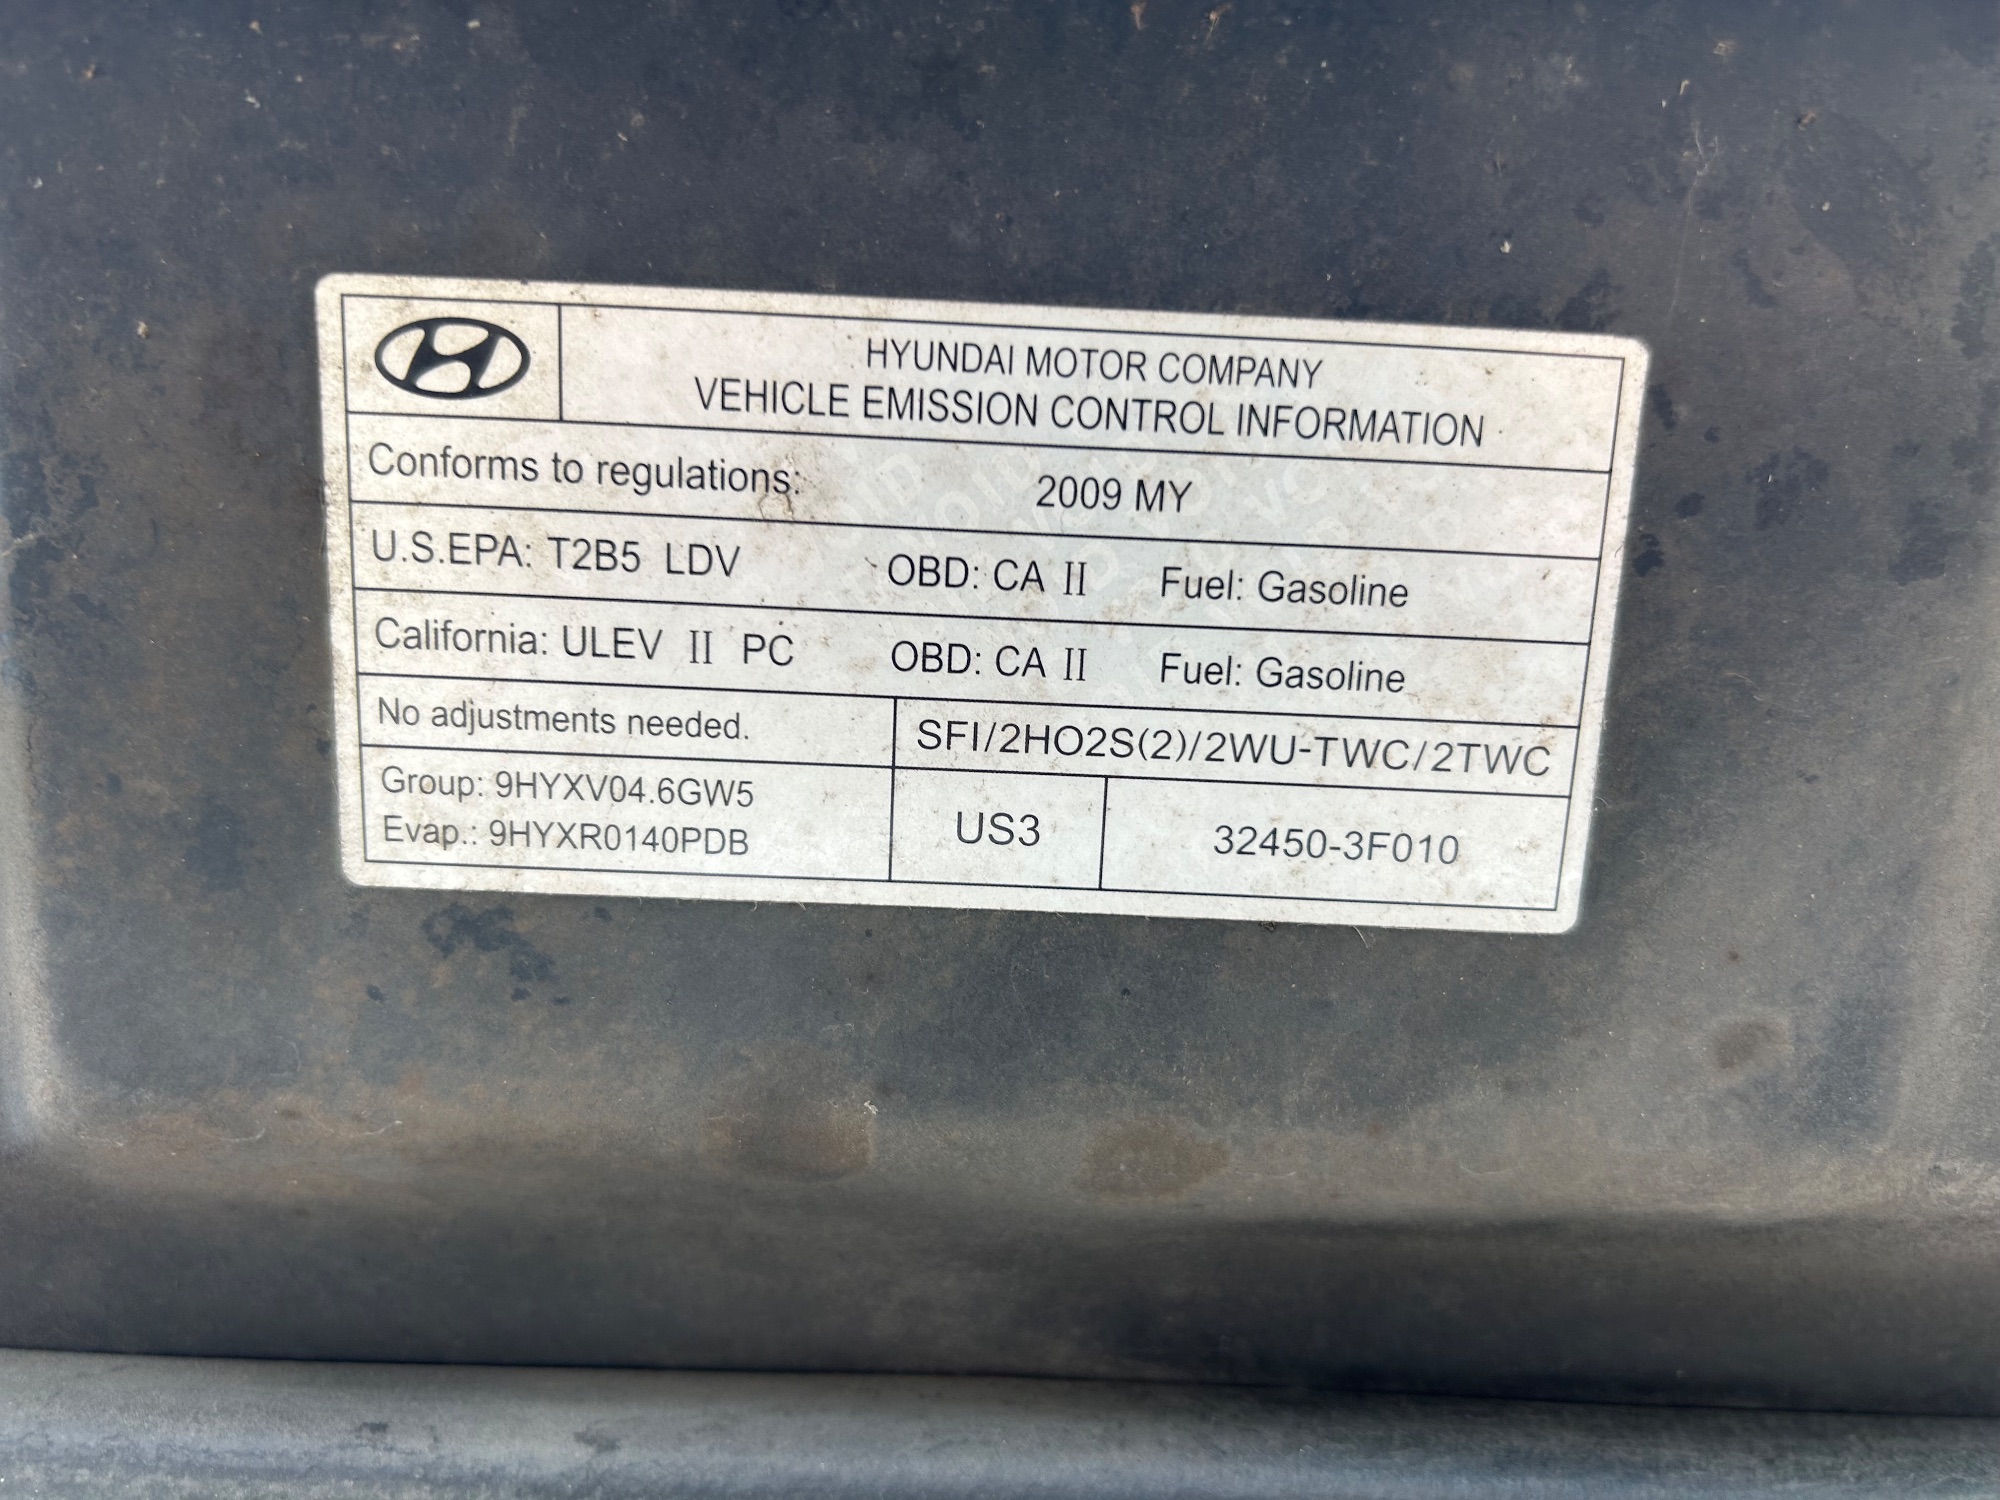 HYUNDAI MOTOR COMPANY
VEHICLE EMISSION CONTROL INFORMATION
Conforms to regulations: 2009 MY
U.S.EPA: T2B5 LDV OBD: CA II Fuel: Gasoline
California: ULEV II PC OBD: CA II Fuel: Gasoline
No adjustments needed. SFI/2HO2S(2)/2WU-TWC/2TWC
Group: 9HYXV04.6GW5
Evap.: 9HYXR0140PDB
US3 32450-3F010